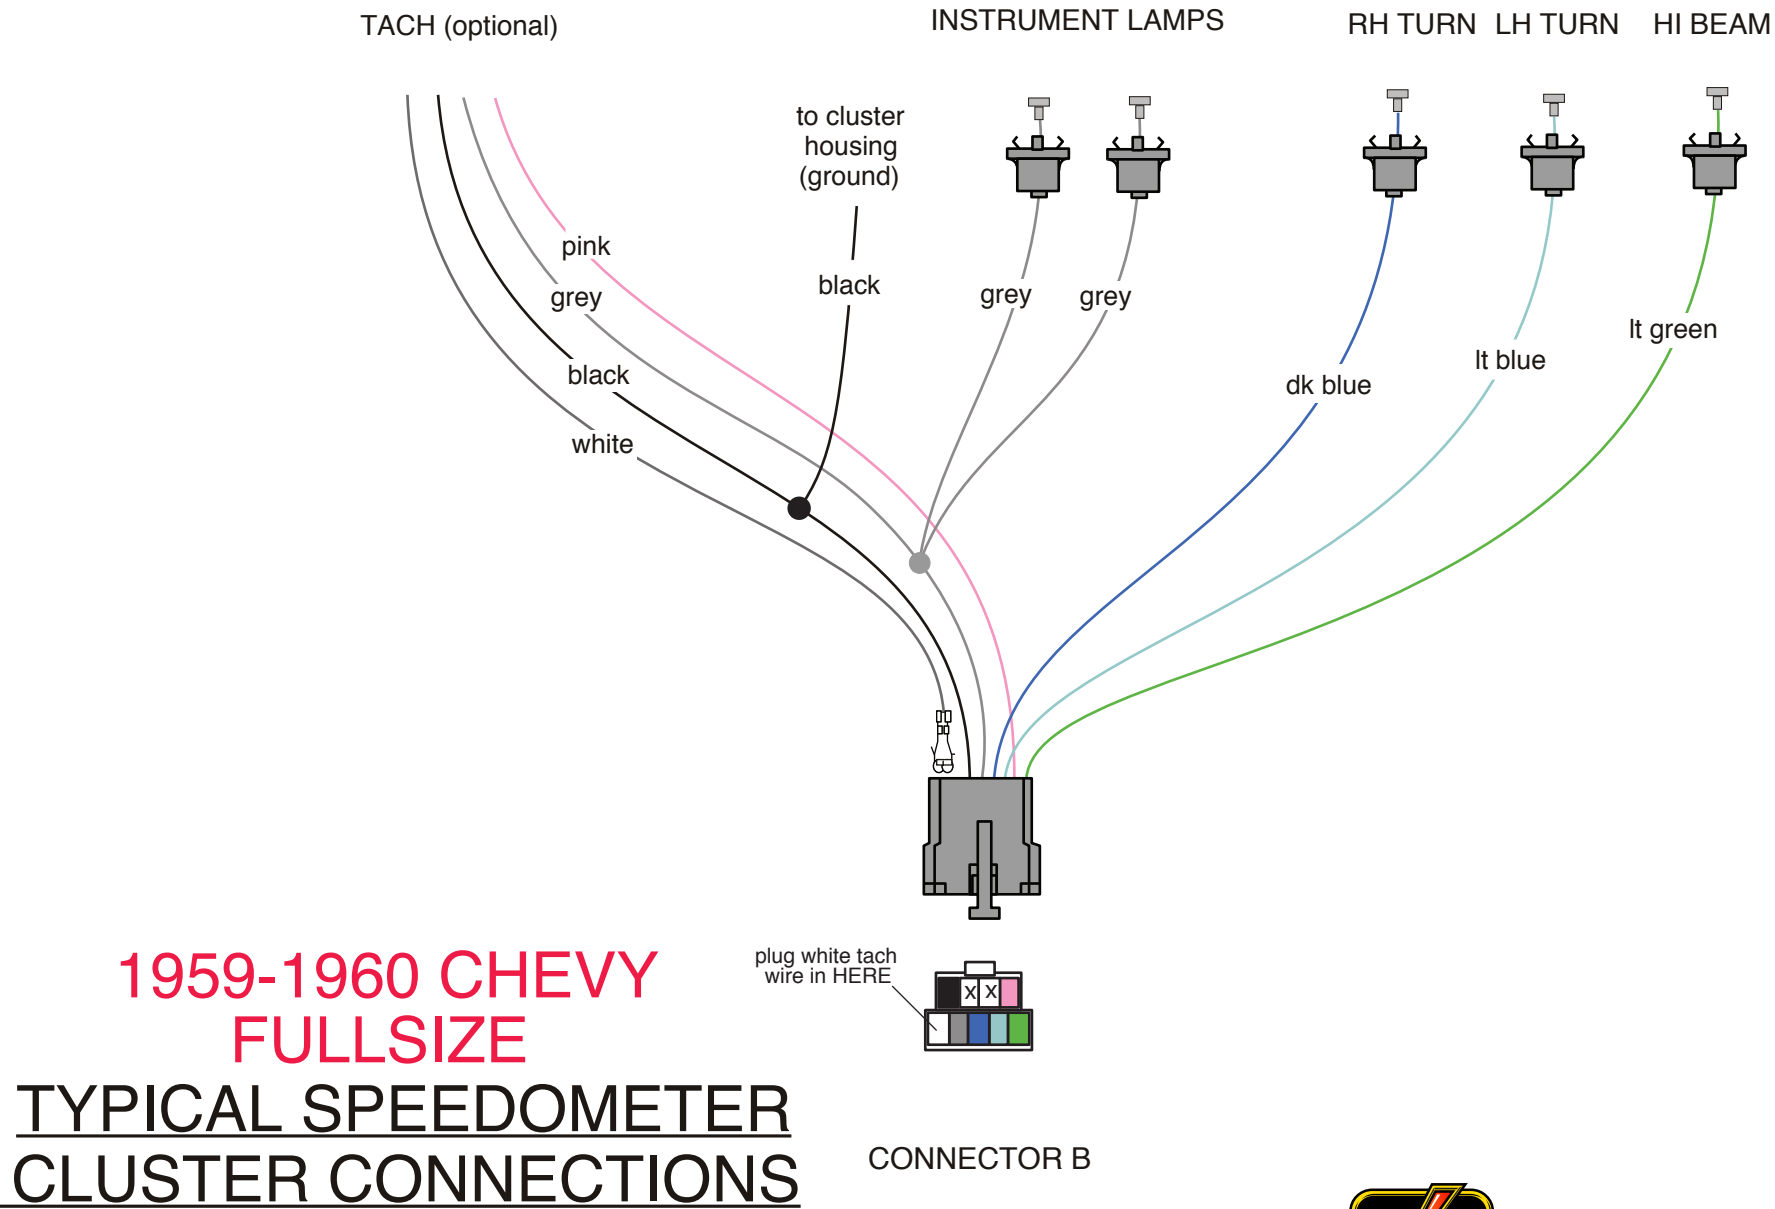 TACH (optional)
INSTRUMENT LAMPS
RH TURN
LH TURN
HI BEAM
to cluster
housing
(ground)
pink
grey
black
white
black
grey
grey
dk blue
lt blue
lt green
plug white tach
wire in HERE
X X
1959-1960 CHEVY
FULLSIZE
TYPICAL SPEEDOMETER
CLUSTER CONNECTIONS
CONNECTOR B